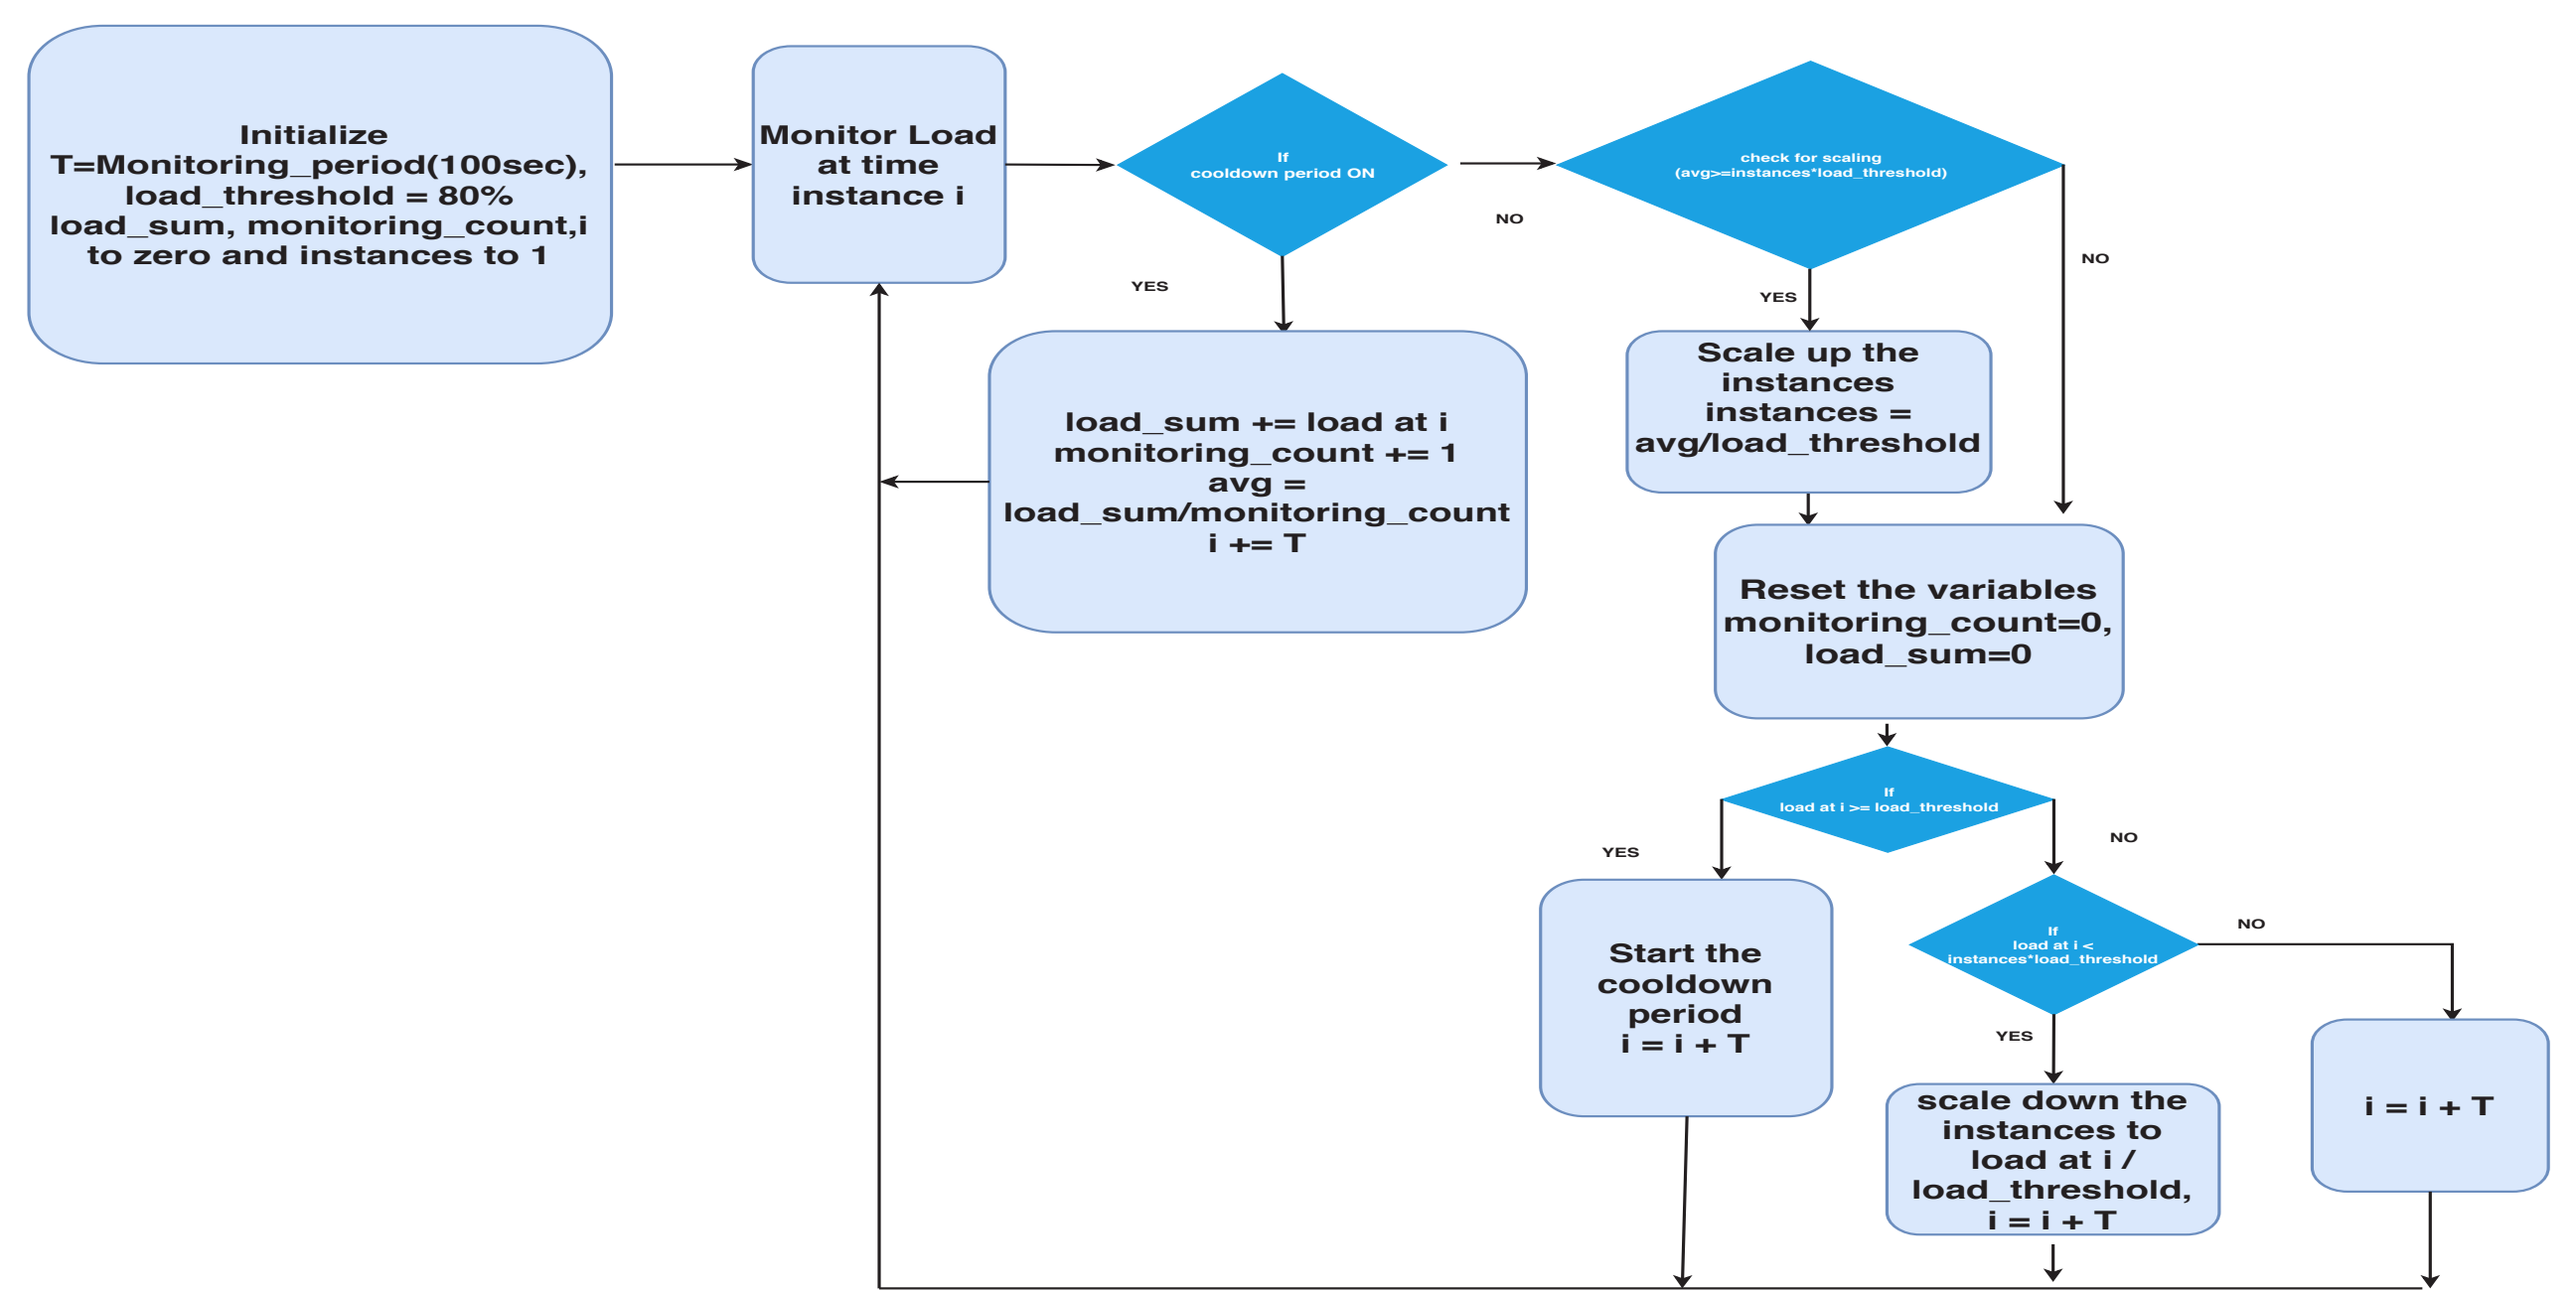 Initialize
T=Monitoring_period(100sec),
load_threshold = 80%
load_sum, monitoring_count,i
to zero and instances to 1
Monitor Load
at time
instance i
If
cooldown period ON
NO
YES
check for scaling
(avg>=instances*load_threshold)
NO
YES
load_sum += load at i
monitoring_count += 1
avg =
load_sum/monitoring_count
i += T
Scale up the
instances
instances =
avg/load_threshold
Reset the variables
monitoring_count=0,
load_sum=0
If
load at i >= load_threshold
YES
NO
Start the
cooldown
period
i = i + T
If
load at i <
instances*load_threshold
NO
YES
scale down the
instances to
load at i /
load_threshold,
i = i + T
i = i + T